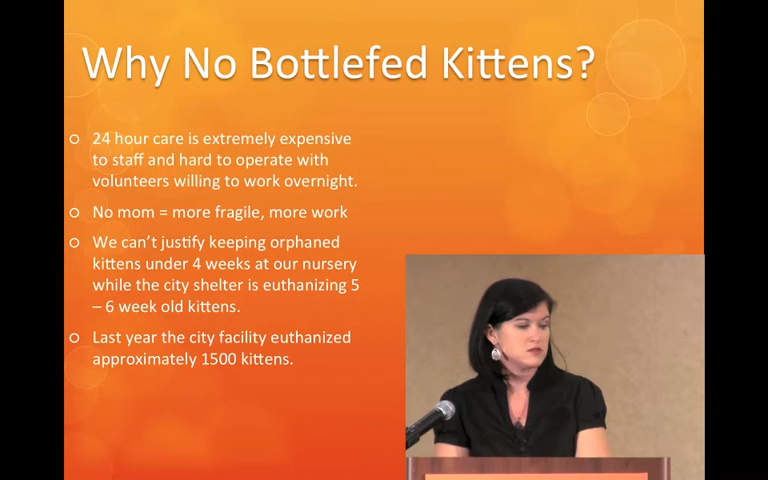 Why No Bottlefed Kittens?
24 hour care is extremely expensive
to staff and hard to operate with
volunteers willing to work overnight.
No mom = more fragile, more work
We can't justify keeping orphaned
kittens under 4 weeks at our nursery
while the city shelter is euthanizing 5
– 6 week old kittens.
Last year the city facility euthanized
approximately 1500 kittens.